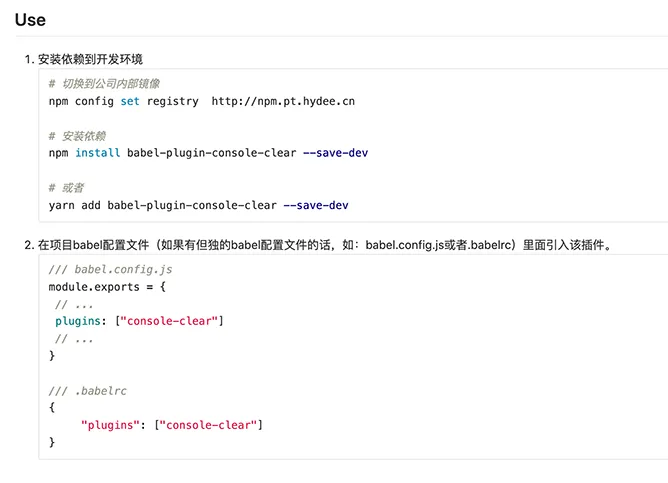 Use
1. 安装依赖到开发环境
# 切换到公司内部镜像
npm config set registry  http://npm.pt.hydee.cn
# 安装依赖
npm install babel-plugin-console-clear --save-dev
# 或者
yarn add babel-plugin-console-clear --save-dev
2. 在项目babel配置文件（如果有但独的babel配置文件的话，如：babel.config.js或者.babelrc）里面引入该插件。
/// babel.config.js
module.exports = {
// ...
plugins: ["console-clear"]
// ...
}
/// .babelrc
{
"plugins": ["console-clear"]
}